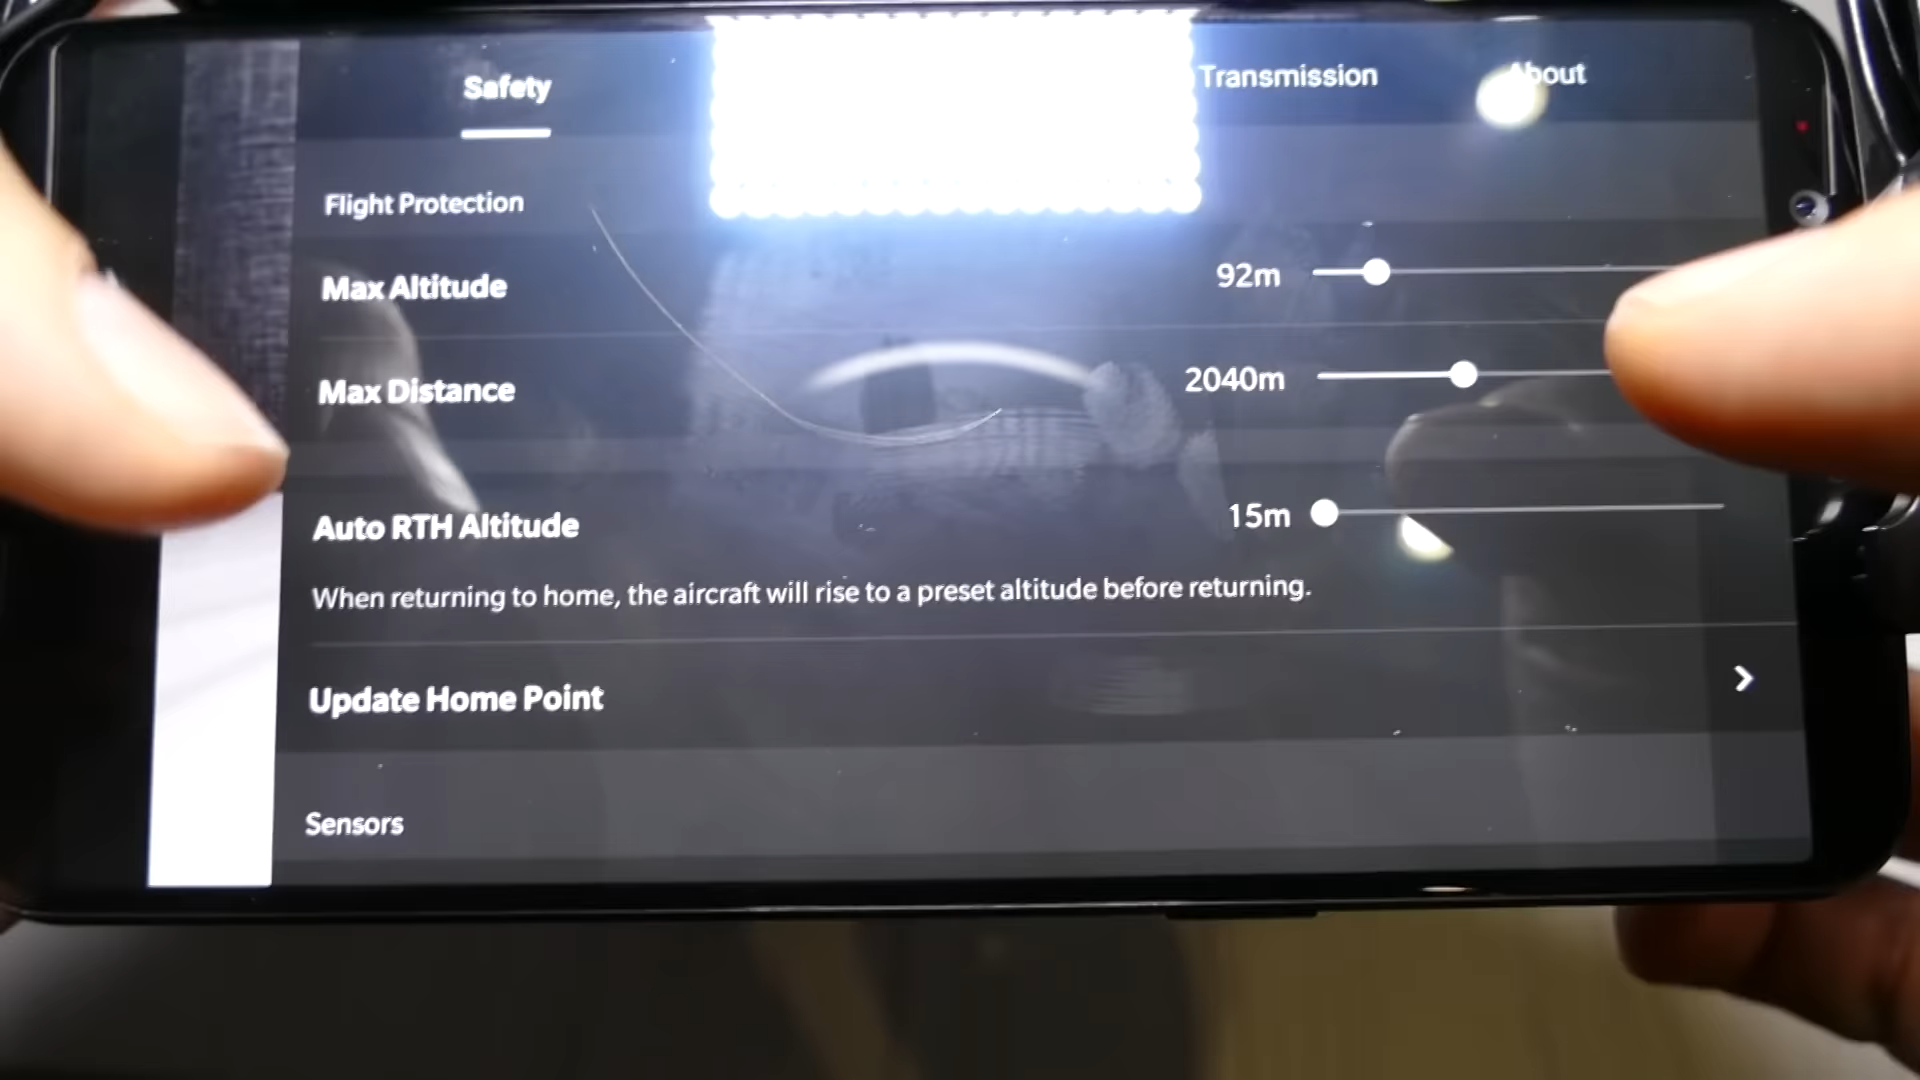 Safety
Transmission
About
Flight Protection
Max Altitude
92m
Max Distance
2040m
Auto RTH Altitude
15m
When returning to home, the aircraft will rise to a preset altitude before returning.
Update Home Point
Sensors